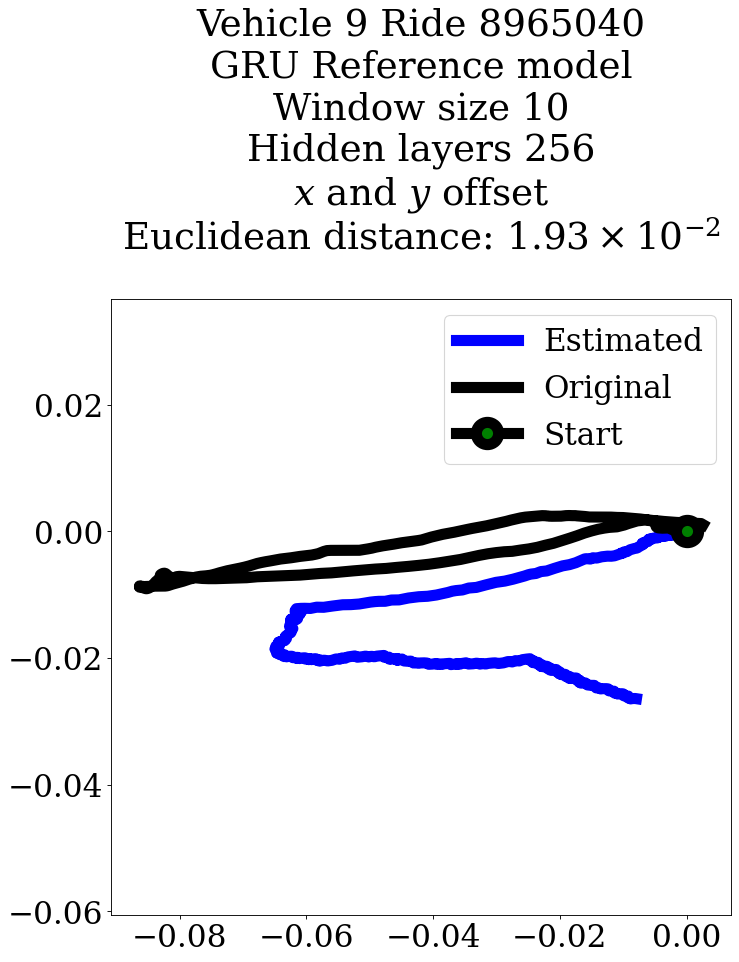 Vehicle 9 Ride 8965040
GRU Reference model
Window size 10
Hidden layers 256
x and y offset
Euclidean distance: 1.93 × 10⁻²
Estimated
Original
Start
0.02
0.00
−0.02
−0.04
−0.06
−0.08 −0.06 −0.04 −0.02 0.00